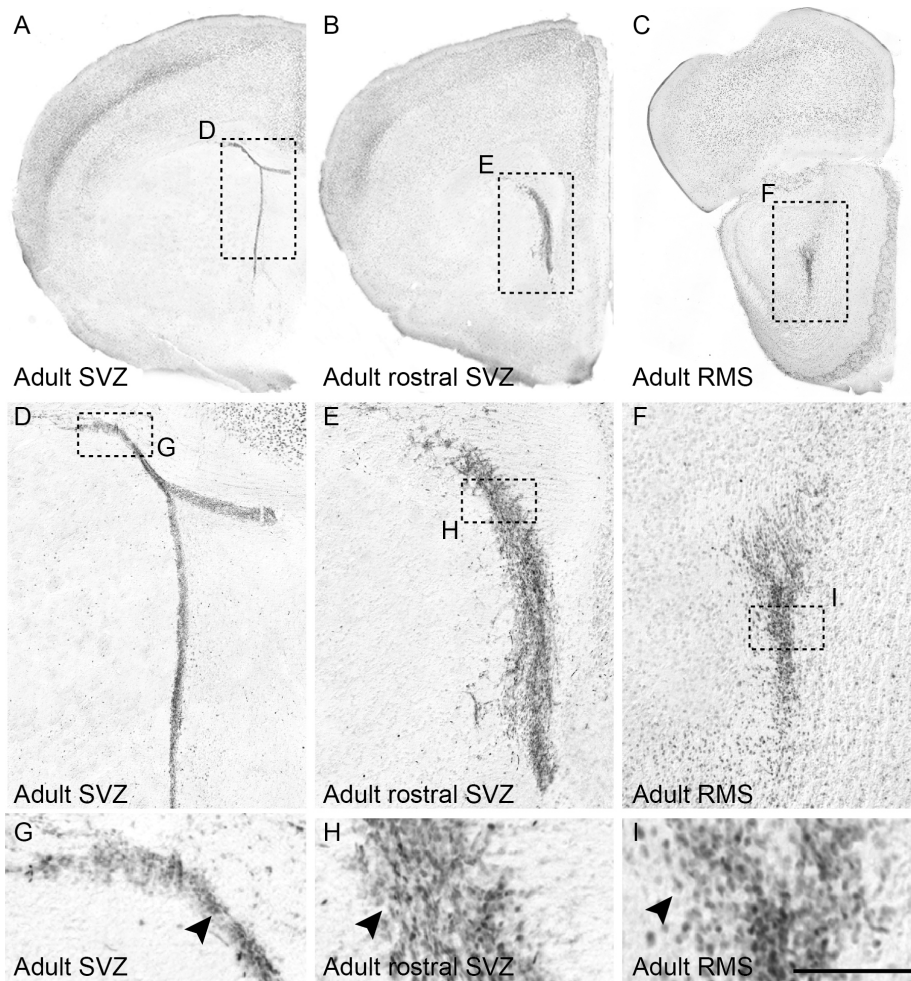 A
B
C
D
E
F
Adult SVZ
Adult rostral SVZ
Adult RMS
D
E
F
G
H
I
Adult SVZ
Adult rostral SVZ
Adult RMS
G
H
I
Adult SVZ
Adult rostral SVZ
Adult RMS